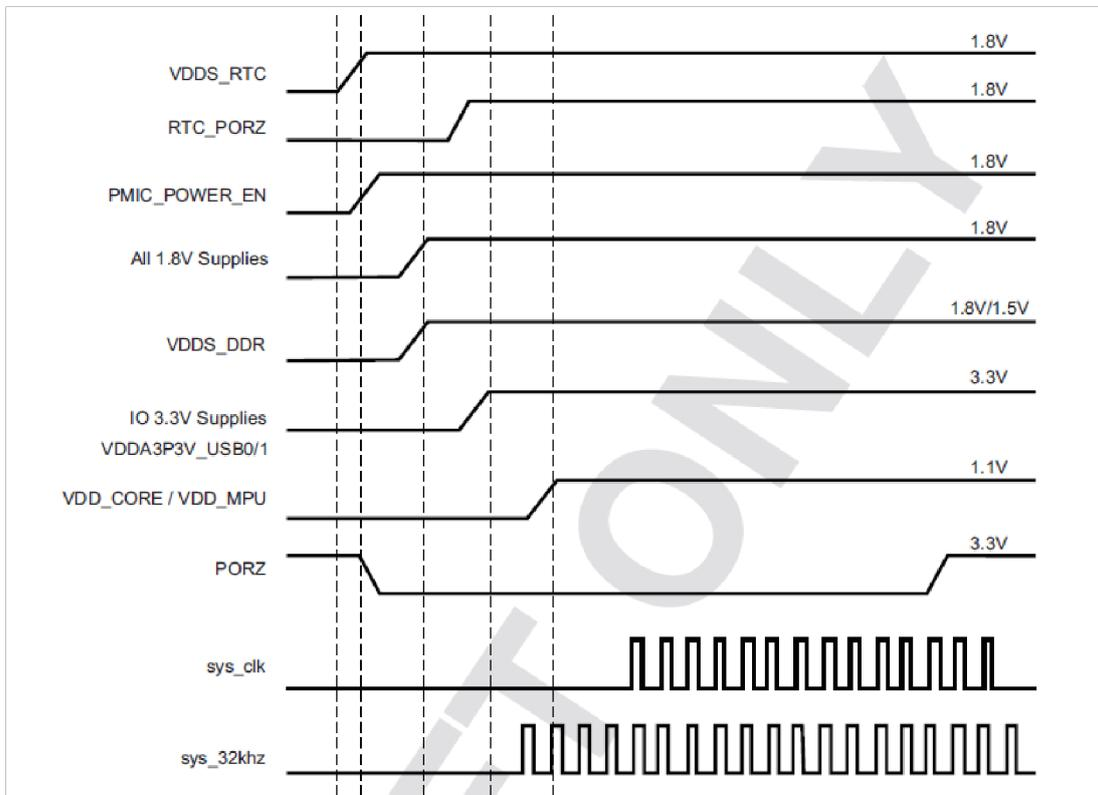 1.8V
VDDS_RTC
1.8V
RTC_PORZ
1.8V
PMIC_POWER_EN
1.8V
All 1.8V Supplies
1.8V/1.5V
VDDS_DDR
3.3V
IO 3.3V Supplies
VDDA3P3V_USB0/1
1.1V
VDD_CORE / VDD_MPU
3.3V
PORZ
sys_clk
sys_32khz
T ONLY